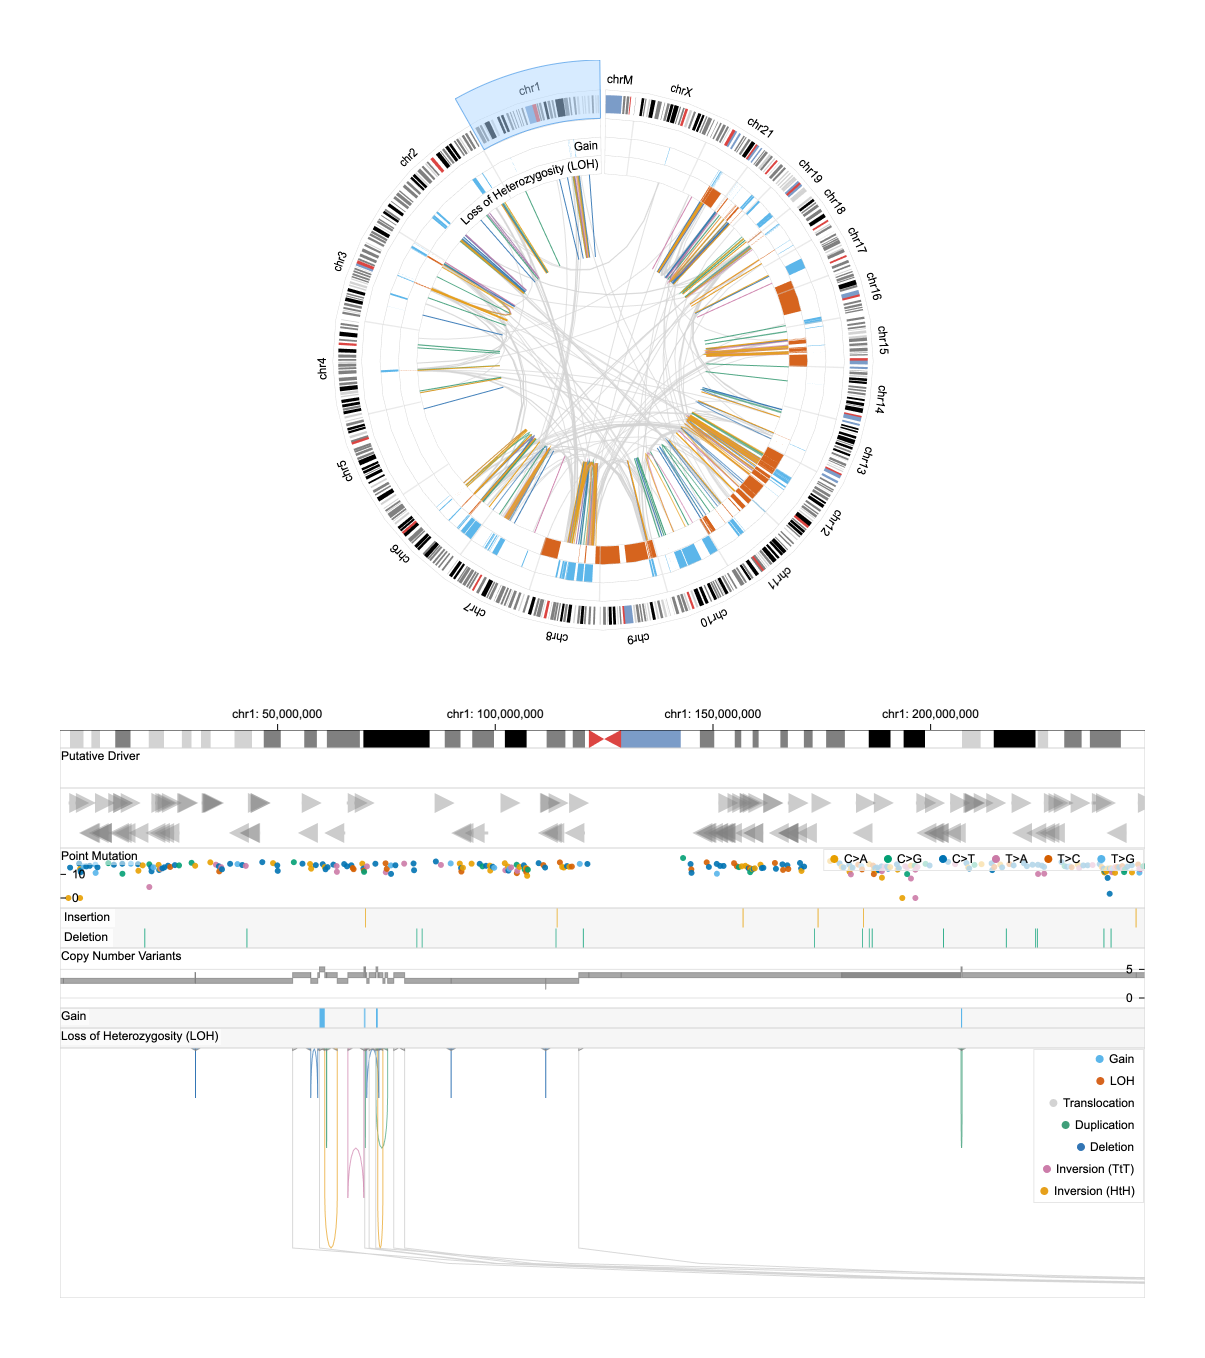 chr1
chrM
chrX
chr21
chr19
chr18
chr17
chr16
chr15
chr14
chr13
chr12
chr11
chr10
chr9
chr8
chr7
chr6
chr5
chr4
chr3
chr2
Gain
Loss of Heterozygosity (LOH)
chr1: 50,000,000 chr1: 100,000,000 chr1: 150,000,000 chr1: 200,000,000
Putative Driver
Point Mutation
C>A C>G C>T T>A T>C T>G
10
0
Insertion
Deletion
Copy Number Variants
5
0
Gain
Loss of Heterozygosity (LOH)
Gain
LOH
Translocation
Duplication
Deletion
Inversion (TtT)
Inversion (HtH)